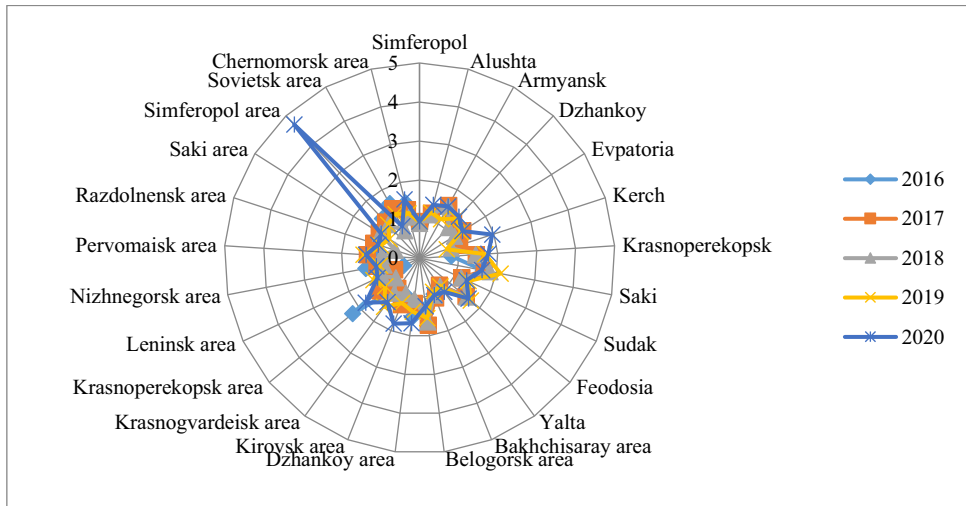 Simferopol
Alushta
Armyansk
Dzhankoy
Evpatoria
Kerch
Krasnoperekopsk
Saki
Sudak
Feodosia
Yalta
Bakhchisaray area
Belogorsk area
Dzhankoy area
Kirovsk area
Krasnogvardeisk area
Krasnoperekopsk area
Leninsk area
Nizhnegorsk area
Pervomaisk area
Razdolnensk area
Saki area
Simferopol area
Sovietsk area
Chernomorsk area
5
4
3
2
1
0
2016
2017
2018
2019
2020